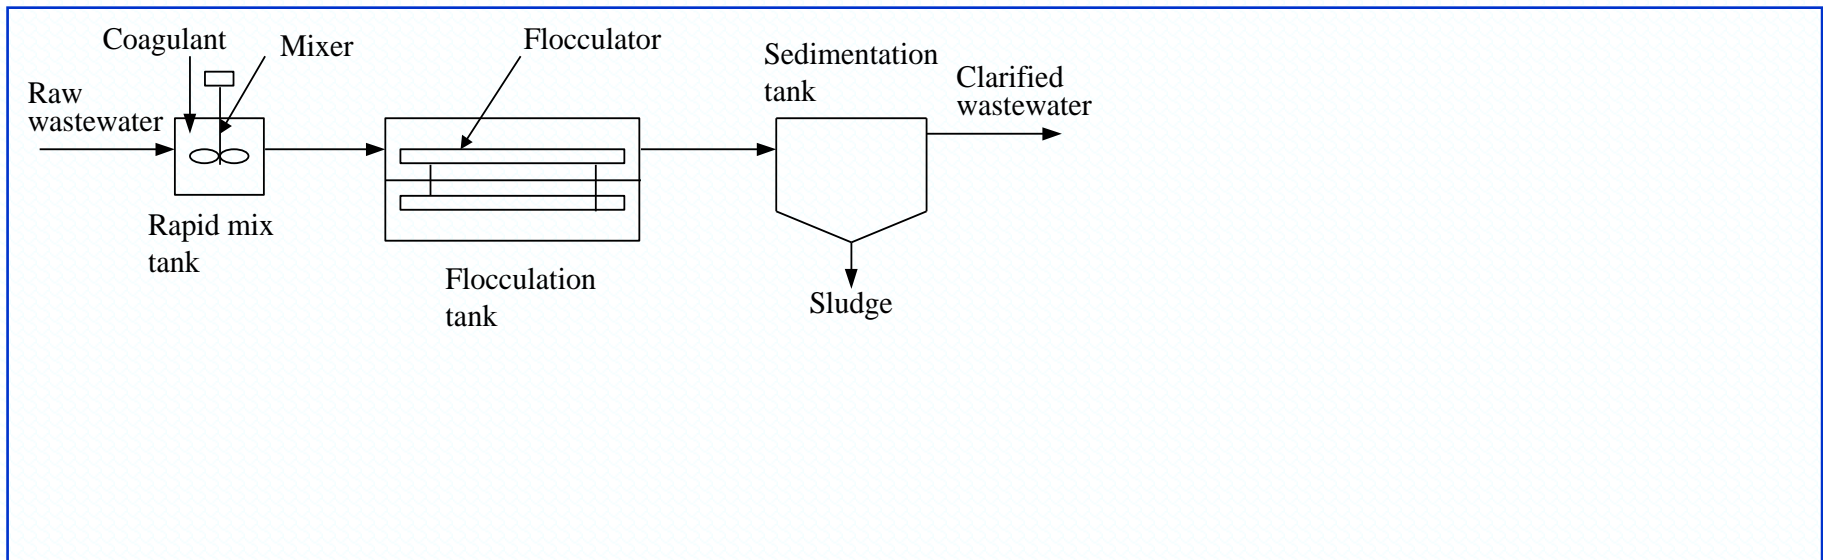 Coagulant
Mixer
Flocculator
Sedimentation
tank
Clarified
wastewater
Raw
wastewater
Rapid mix
tank
Flocculation
tank
Sludge